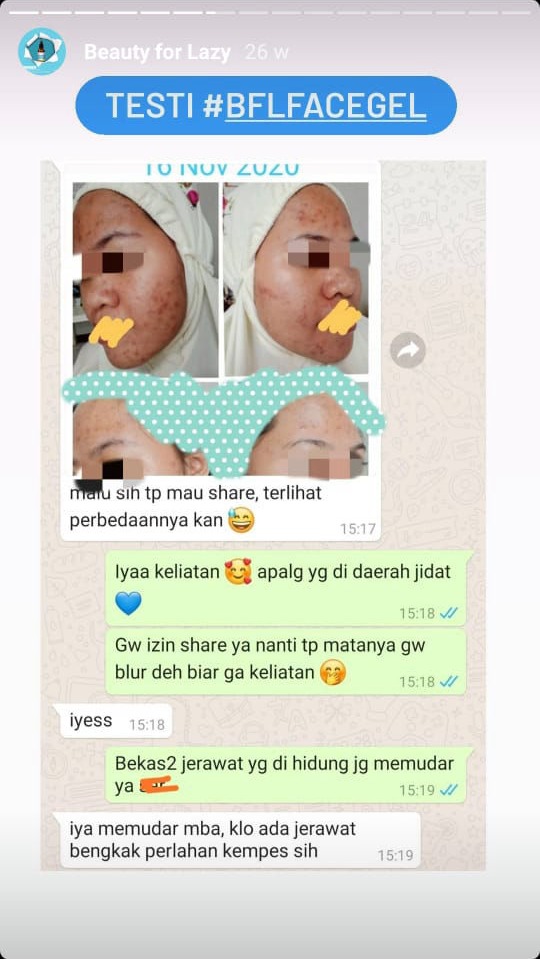 Beauty for Lazy 26 w
TESTI #BFLFACEGEL
16 Nov 2020
malu sih tp mau share, terlihat
perbedaannya kan 😅
15:17
Iyaa keliatan 🥰 apalg yg di daerah jidat
💙
15:18
Gw izin share ya nanti tp matanya gw
blur deh biar ga keliatan 🤭
15:18
iyess 15:18
Bekas2 jerawat yg di hidung jg memudar
ya
15:19
iya memudar mba, klo ada jerawat
bengkak perlahan kempes sih
15:19